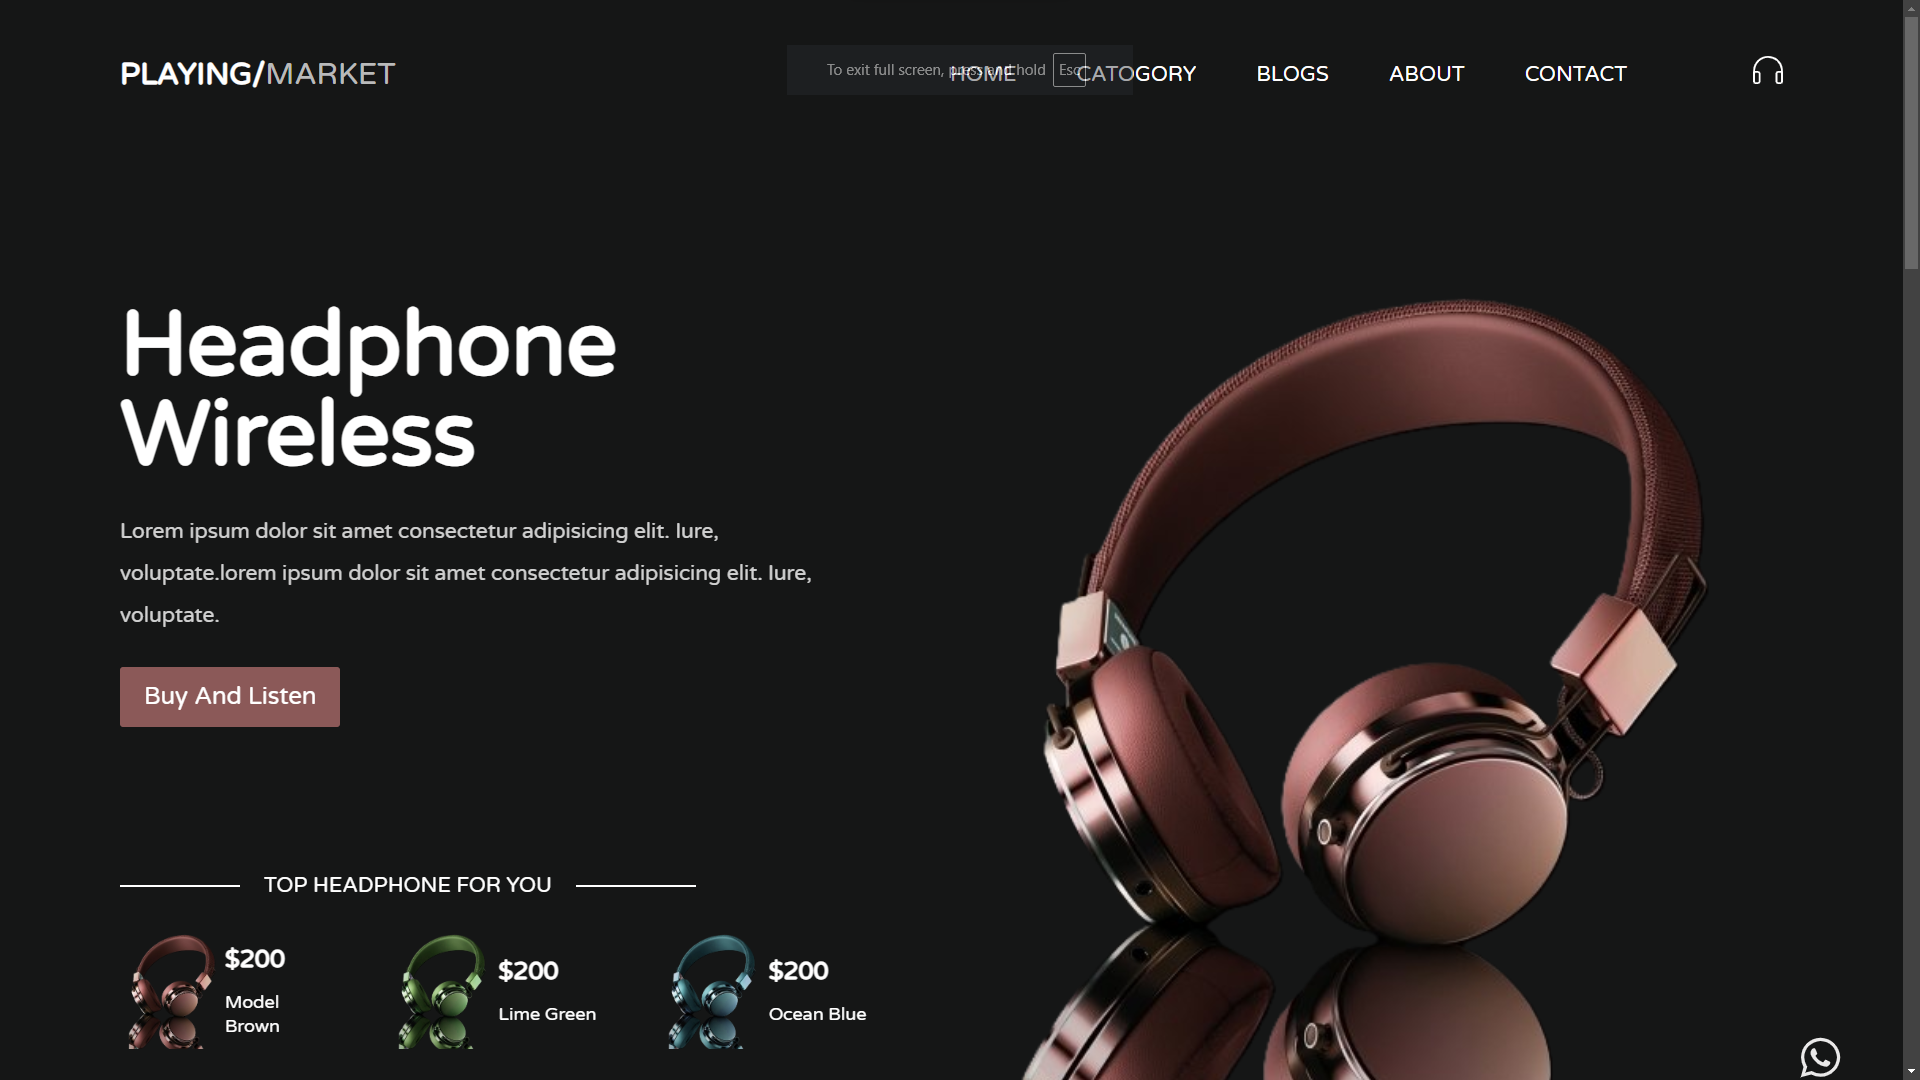 PLAYING/MARKET
To exit full screen, press and hold Esc
HOME CATOGORY BLOGS ABOUT CONTACT
Headphone
Wireless
Lorem ipsum dolor sit amet consectetur adipisicing elit. Iure,
voluptate.lorem ipsum dolor sit amet consectetur adipisicing elit. Iure,
voluptate.
Buy And Listen
TOP HEADPHONE FOR YOU
$200
Model
Brown
$200
Lime Green
$200
Ocean Blue